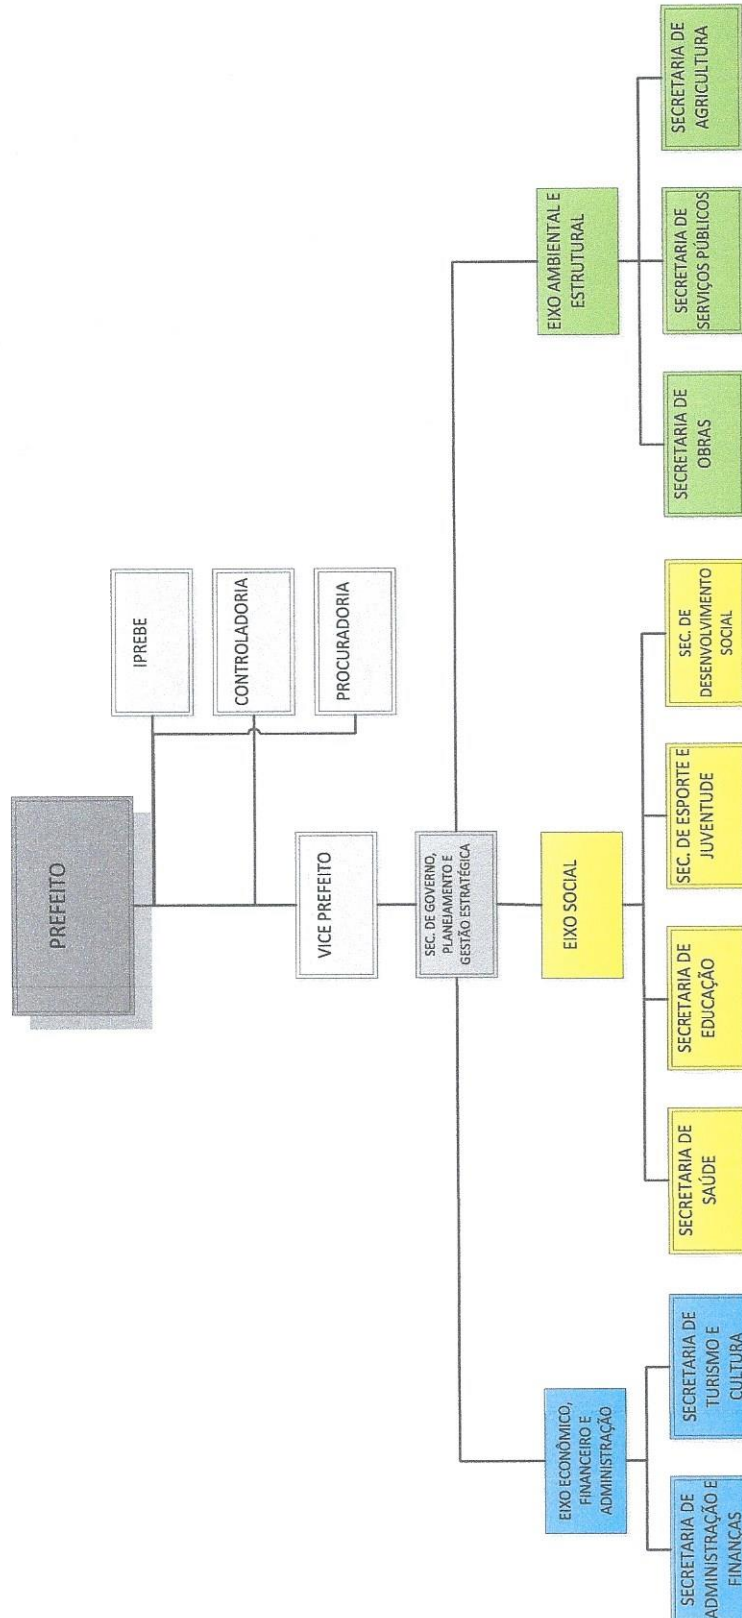 PREFEITO
IPREBE
CONTROLADORIA
PROCURADORIA
VICE PREFEITO
SEC. DE GOVERNO,
PLANEJAMENTO E
GESTÃO ESTRATÉGICA
EIXO ECONÔMICO,
FINANCEIRO E
ADMINISTRAÇÃO
EIXO SOCIAL
EIXO AMBIENTAL E
ESTRUTURAL
SECRETARIA DE
ADMINISTRAÇÃO E
FINANÇAS
SECRETARIA DE
TURISMO E
CULTURA
SECRETARIA DE
SAÚDE
SECRETARIA DE
EDUCAÇÃO
SEC. DE ESPORTE E
JUVENTUDE
SEC. DE
DESENVOLVIMENTO
SOCIAL
SECRETARIA DE
OBRAS
SECRETARIA DE
SERVIÇOS PÚBLICOS
SECRETARIA DE
AGRICULTURA